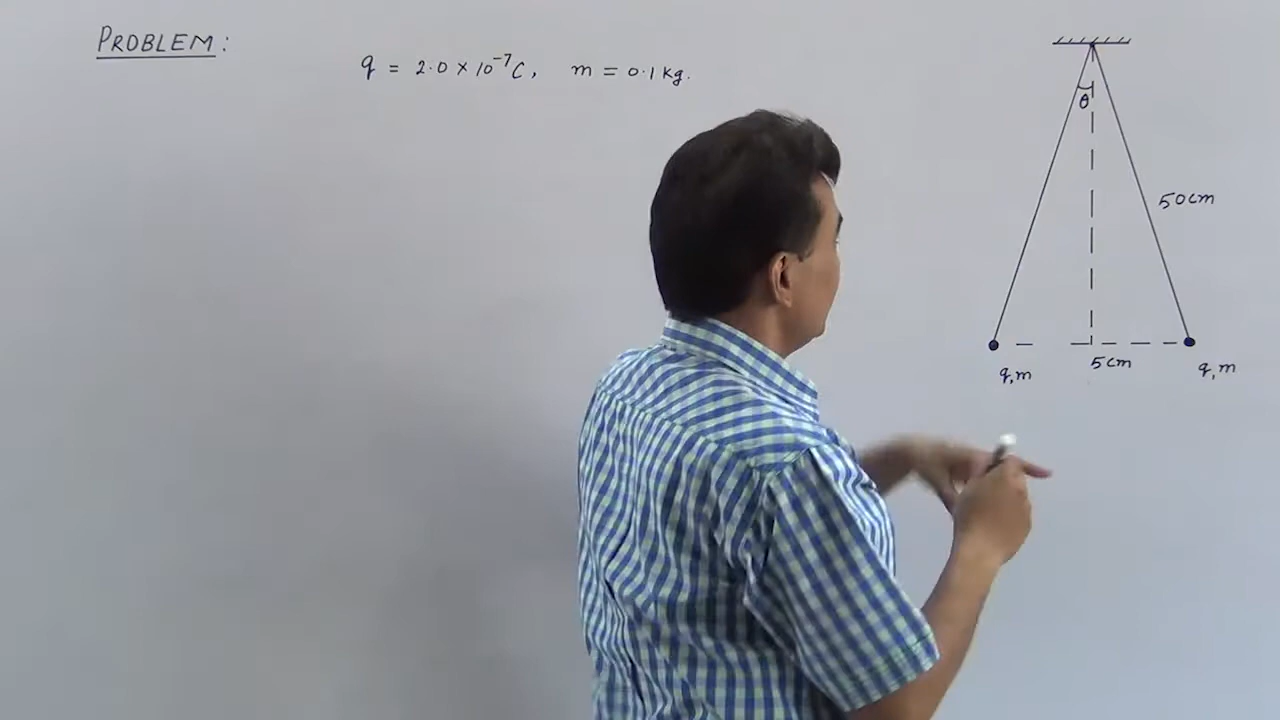 PROBLEM:
q = 2.0 × 10⁻⁷C, m = 0.1 kg.
θ
50cm
5cm
q,m
q,m